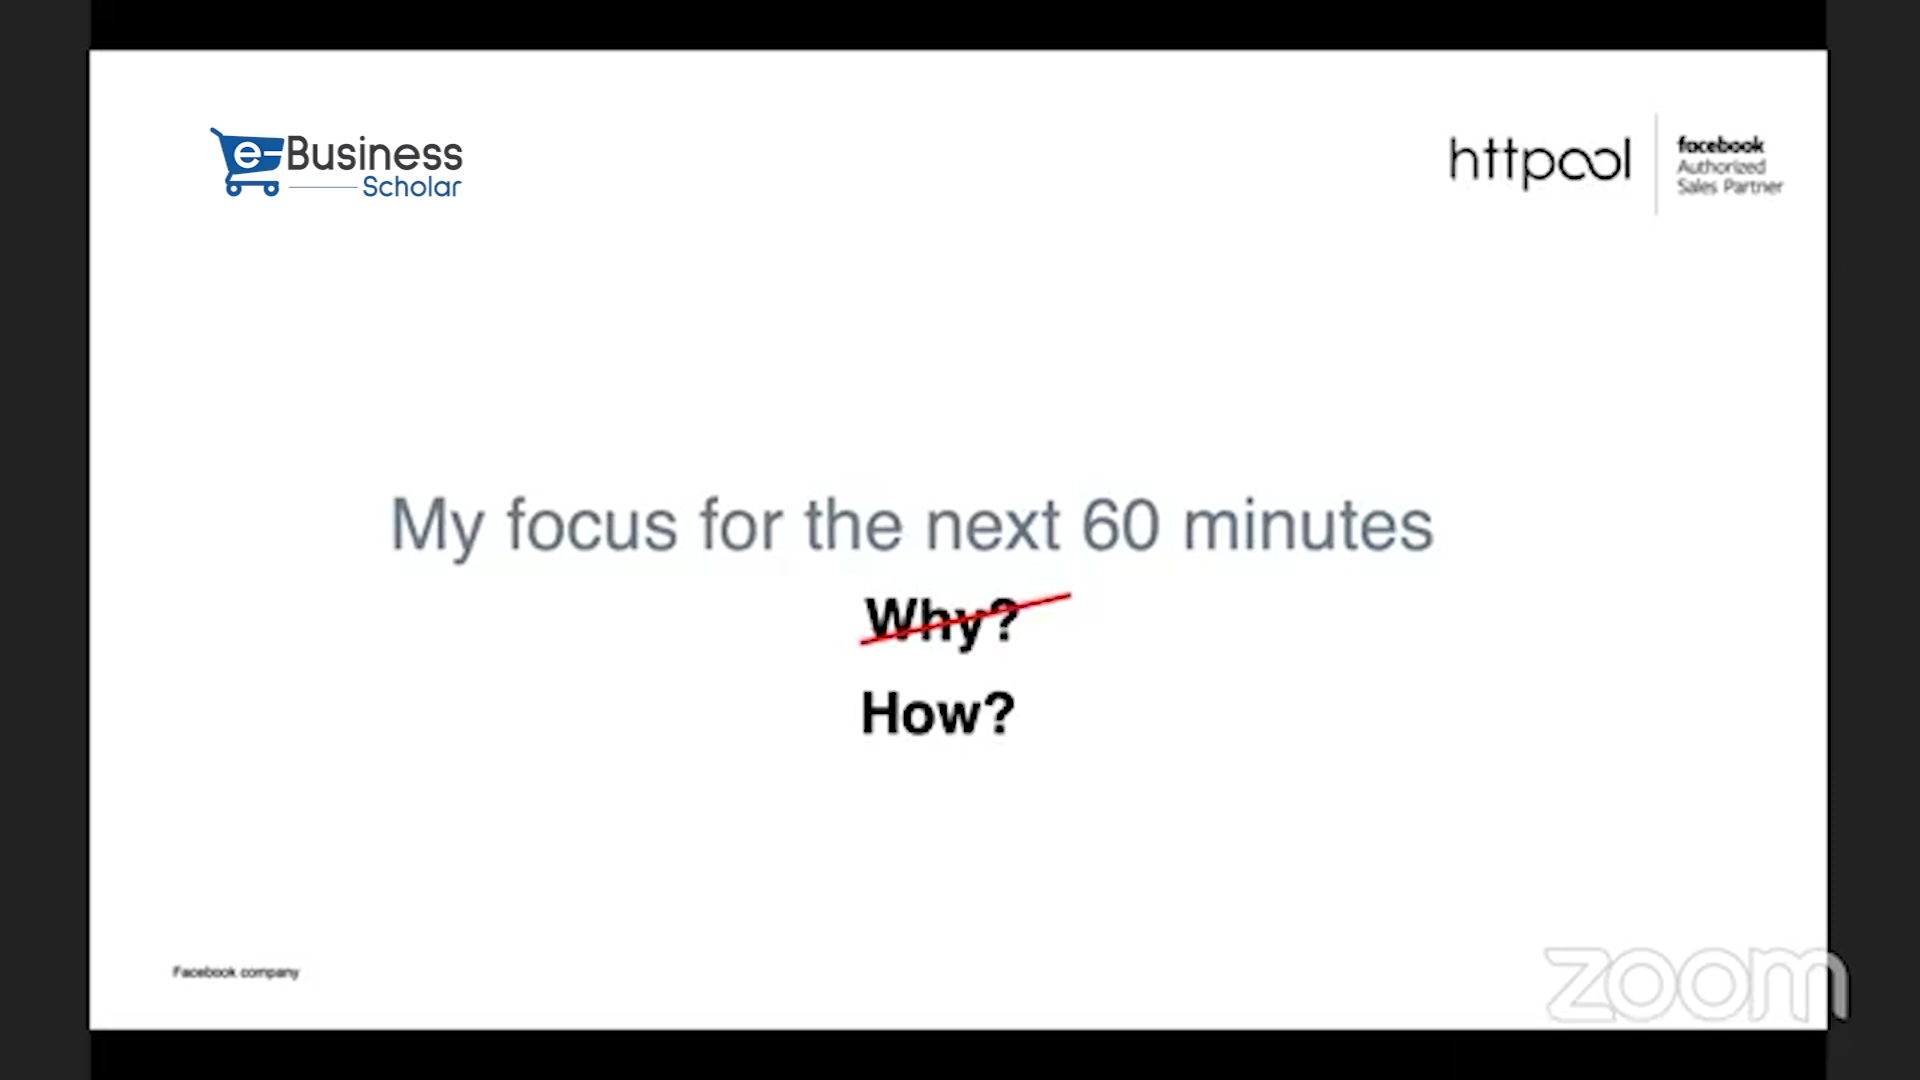 e-Business
Scholar
httpool
facebook
Authorized
Sales Partner
My focus for the next 60 minutes
Why?
How?
Facebook company
zoom